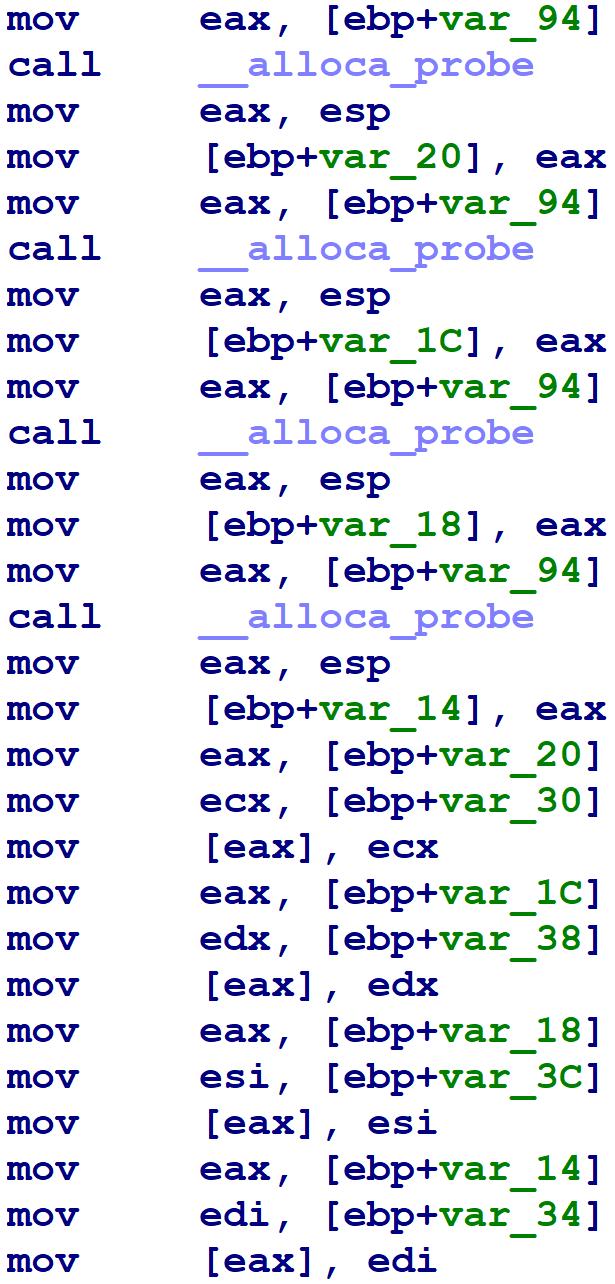 mov eax, [ebp+var_94]
call __alloca_probe
mov eax, esp
mov [ebp+var_20], eax
mov eax, [ebp+var_94]
call __alloca_probe
mov eax, esp
mov [ebp+var_1C], eax
mov eax, [ebp+var_94]
call __alloca_probe
mov eax, esp
mov [ebp+var_18], eax
mov eax, [ebp+var_94]
call __alloca_probe
mov eax, esp
mov [ebp+var_14], eax
mov eax, [ebp+var_20]
mov ecx, [ebp+var_30]
mov [eax], ecx
mov eax, [ebp+var_1C]
mov edx, [ebp+var_38]
mov [eax], edx
mov eax, [ebp+var_18]
mov esi, [ebp+var_3C]
mov [eax], esi
mov eax, [ebp+var_14]
mov edi, [ebp+var_34]
mov [eax], edi